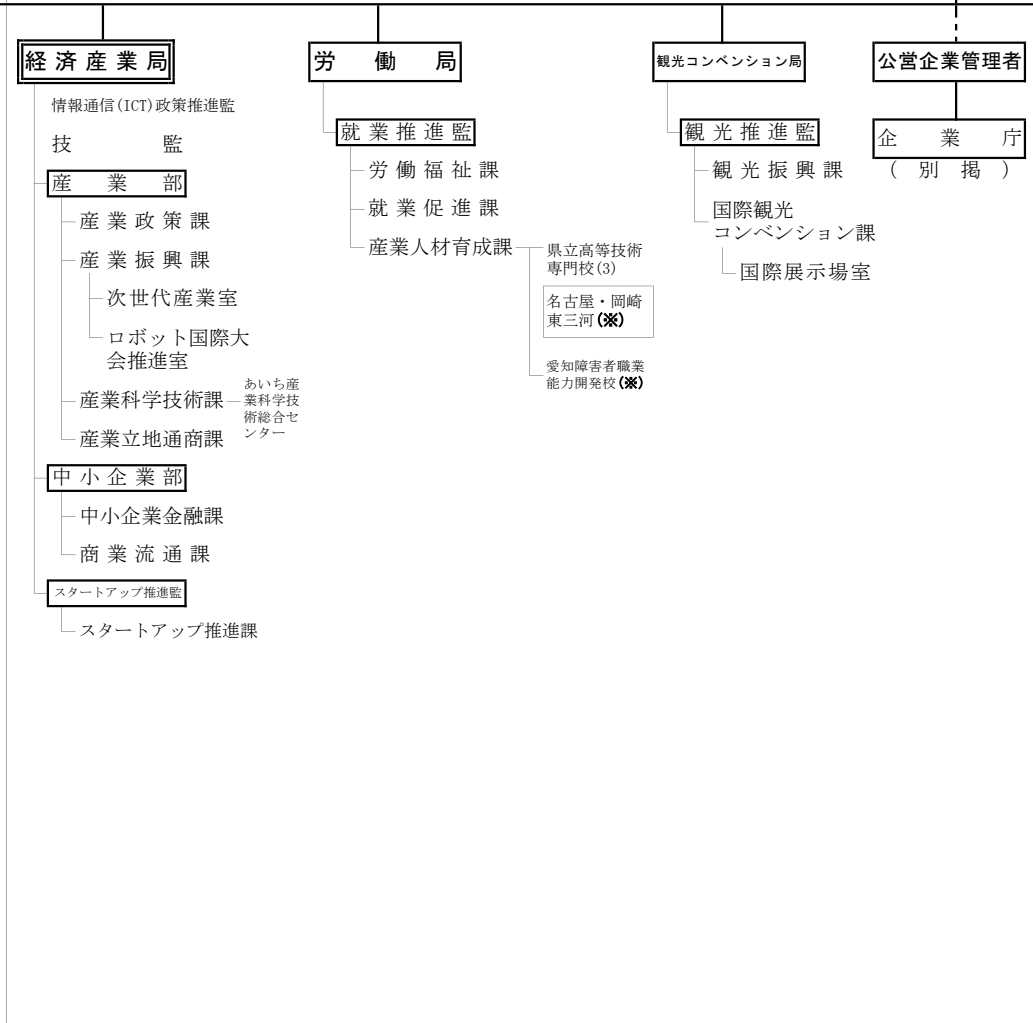 経済産業局
情報通信(ICT)政策推進監
技監
産業部
産業政策課
産業振興課
次世代産業室
ロボット国際大
会推進室
産業科学技術課
あいち産
業科学技
術総合セ
ンター
産業立地通商課
中小企業部
中小企業金融課
商業流通課
スタートアップ推進監
スタートアップ推進課
労働局
就業推進監
労働福祉課
就業促進課
産業人材育成課
県立高等技術
専門校(3)
名古屋・岡崎
東三河(※)
愛知障害者職業
能力開発校(※)
観光コンベンション局
観光推進監
観光振興課
国際観光
コンベンション課
国際展示場室
公営企業管理者
企業庁
(別掲)